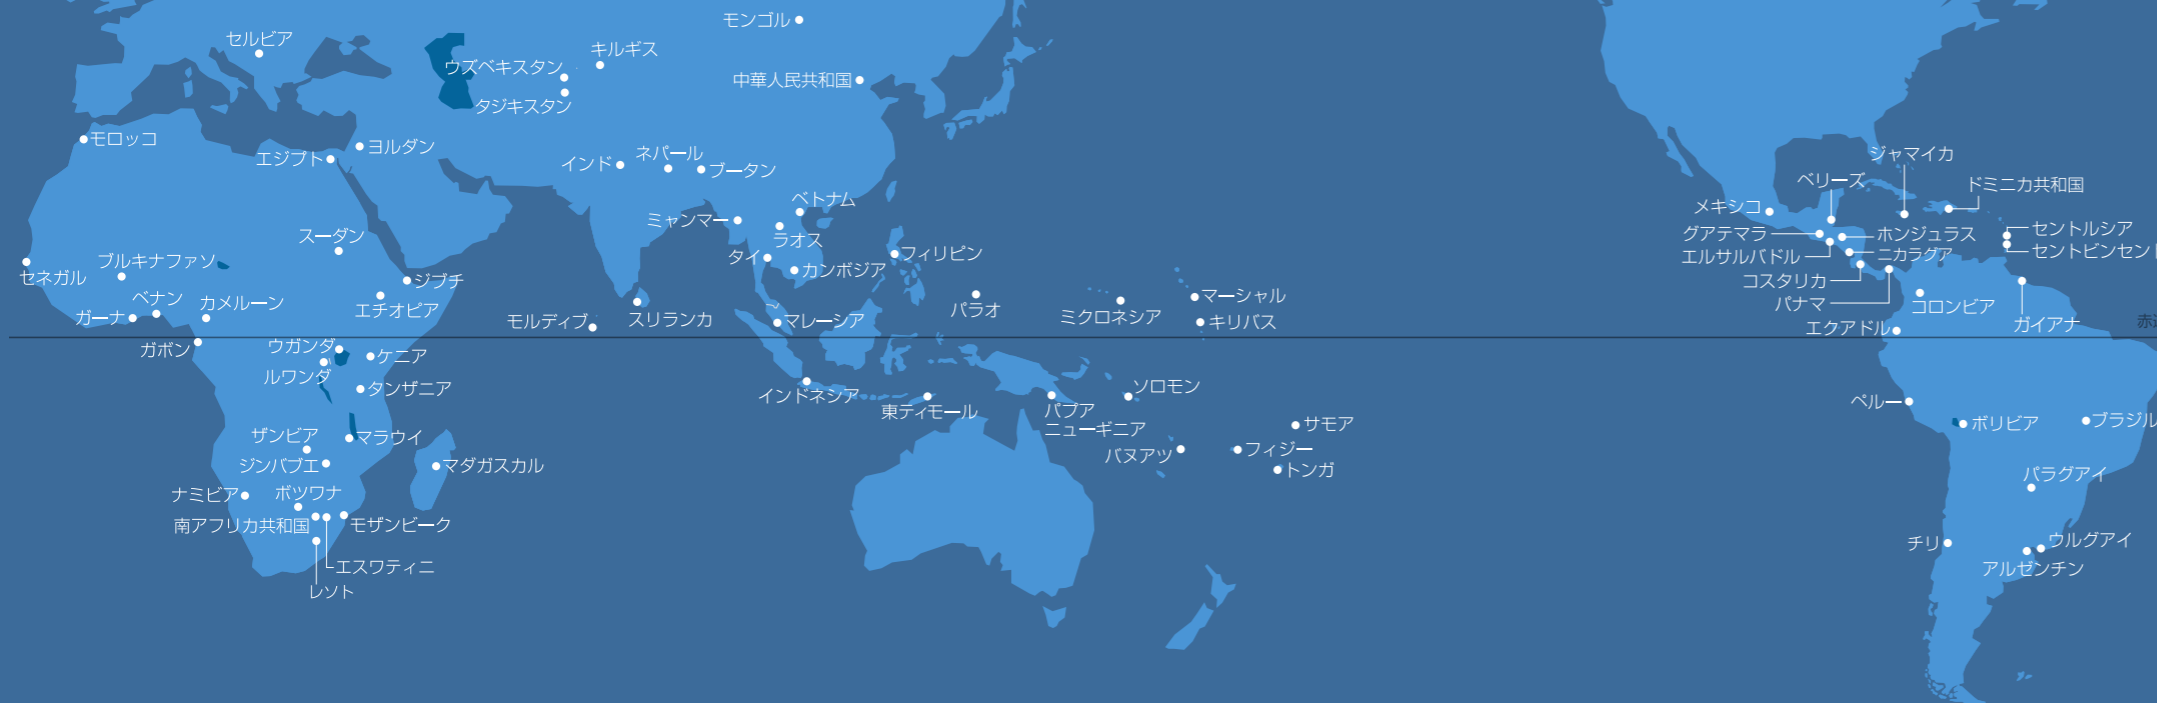 モンゴル
セルビア
キルギス
ウズベキスタン
中華人民共和国
タジキスタン
モロッコ
ヨルダン
エジプト
インド
ネパール
ブータン
ベトナム
ミャンマー
ラオス
タイ
フィリピン
カンボジア
スーダン
ブルキナファソ
セネガル
ジブチ
ベナン
カメルーン
エチオピア
ガーナ
モルディブ
スリランカ
マレーシア
パラオ
ミクロネシア
マーシャル
キリバス
ガボン
ウガンダ
ケニア
ルワンダ
タンザニア
インドネシア
東ティモール
パプア
ニューギニア
ソロモン
サモア
バヌアツ
フィジー
トンガ
ザンビア
マラウイ
ジンバブエ
マダガスカル
ナミビア
ボツワナ
南アフリカ共和国
モザンビーク
エスワティニ
レソト
ジャマイカ
ベリーズ
ドミニカ共和国
メキシコ
グアテマラ
ホンジュラス
セントルシア
エルサルバドル
ニカラグア
セントビンセント
コスタリカ
パナマ
コロンビア
ガイアナ
エクアドル
赤道
ペルー
ボリビア
ブラジル
パラグアイ
チリ
ウルグアイ
アルゼンチン